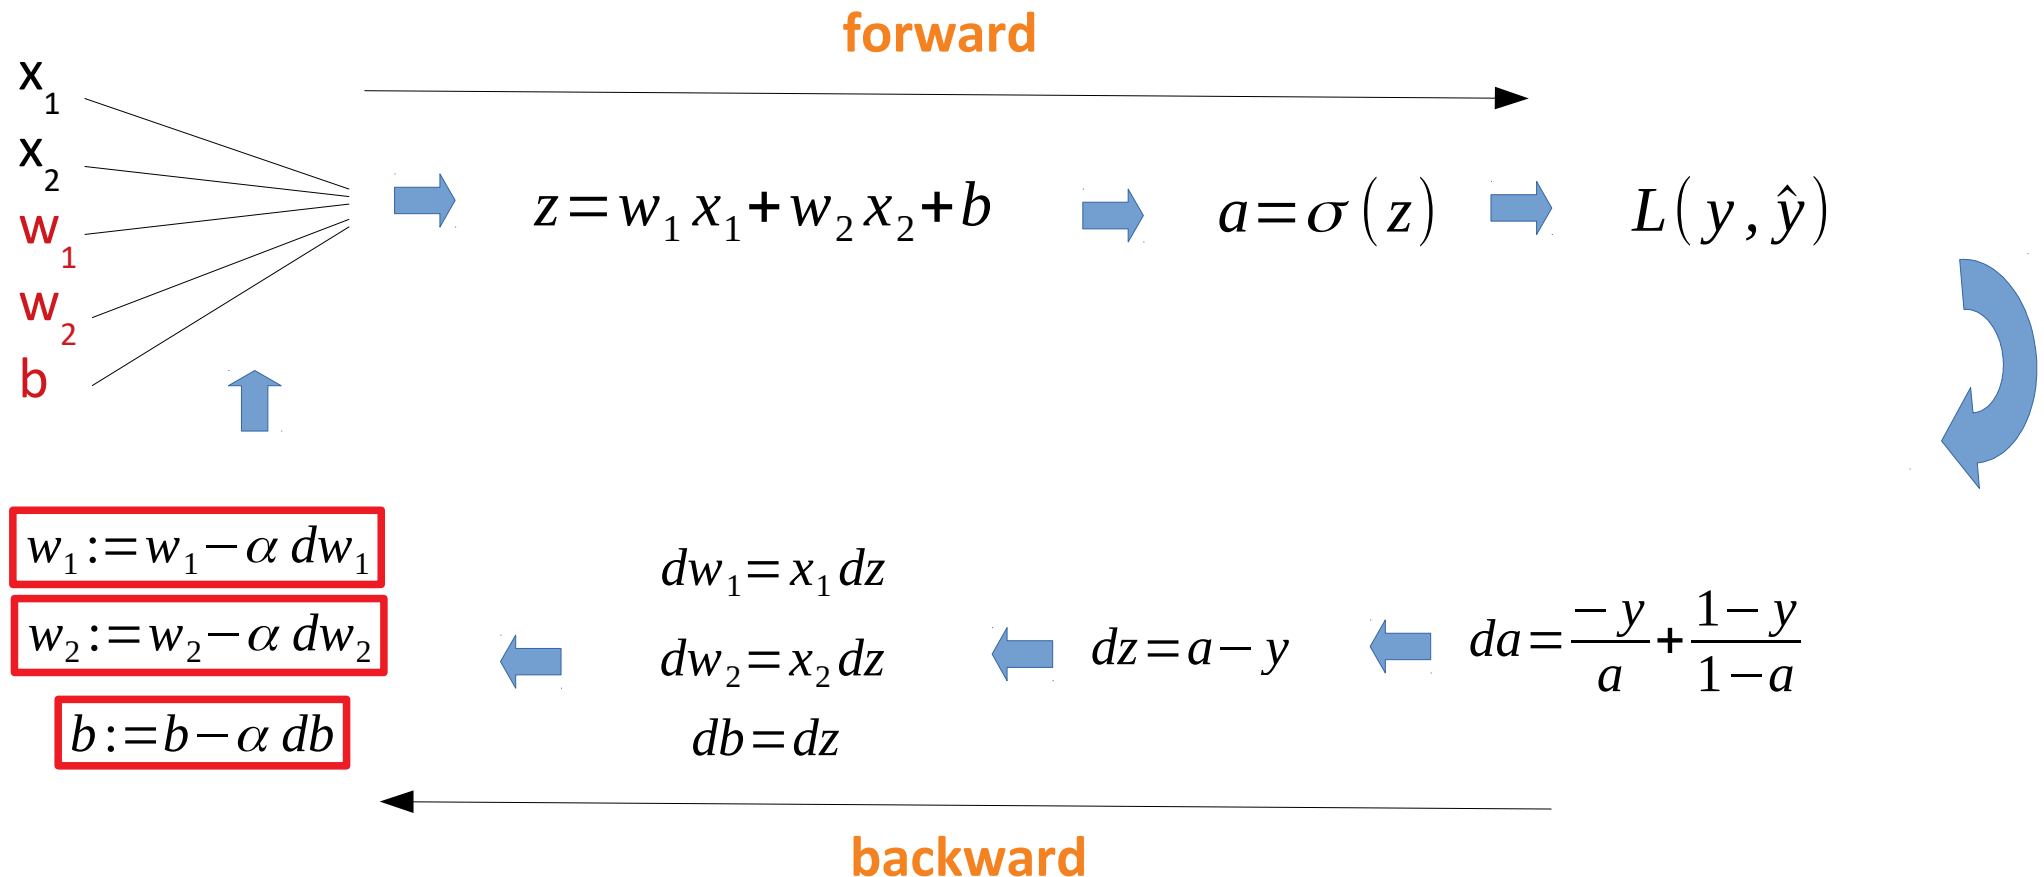 forward
x₁
x₂
w₁
w₂
b
z=w₁x₁+w₂x₂+b
a=σ(z)
L(y,ŷ)
w₁:=w₁−α dw₁
w₂:=w₂−α dw₂
b:=b−α db
dw₁=x₁dz
dw₂=x₂dz
db=dz
dz=a−y
da=−y/a+1−y/1−a
backward